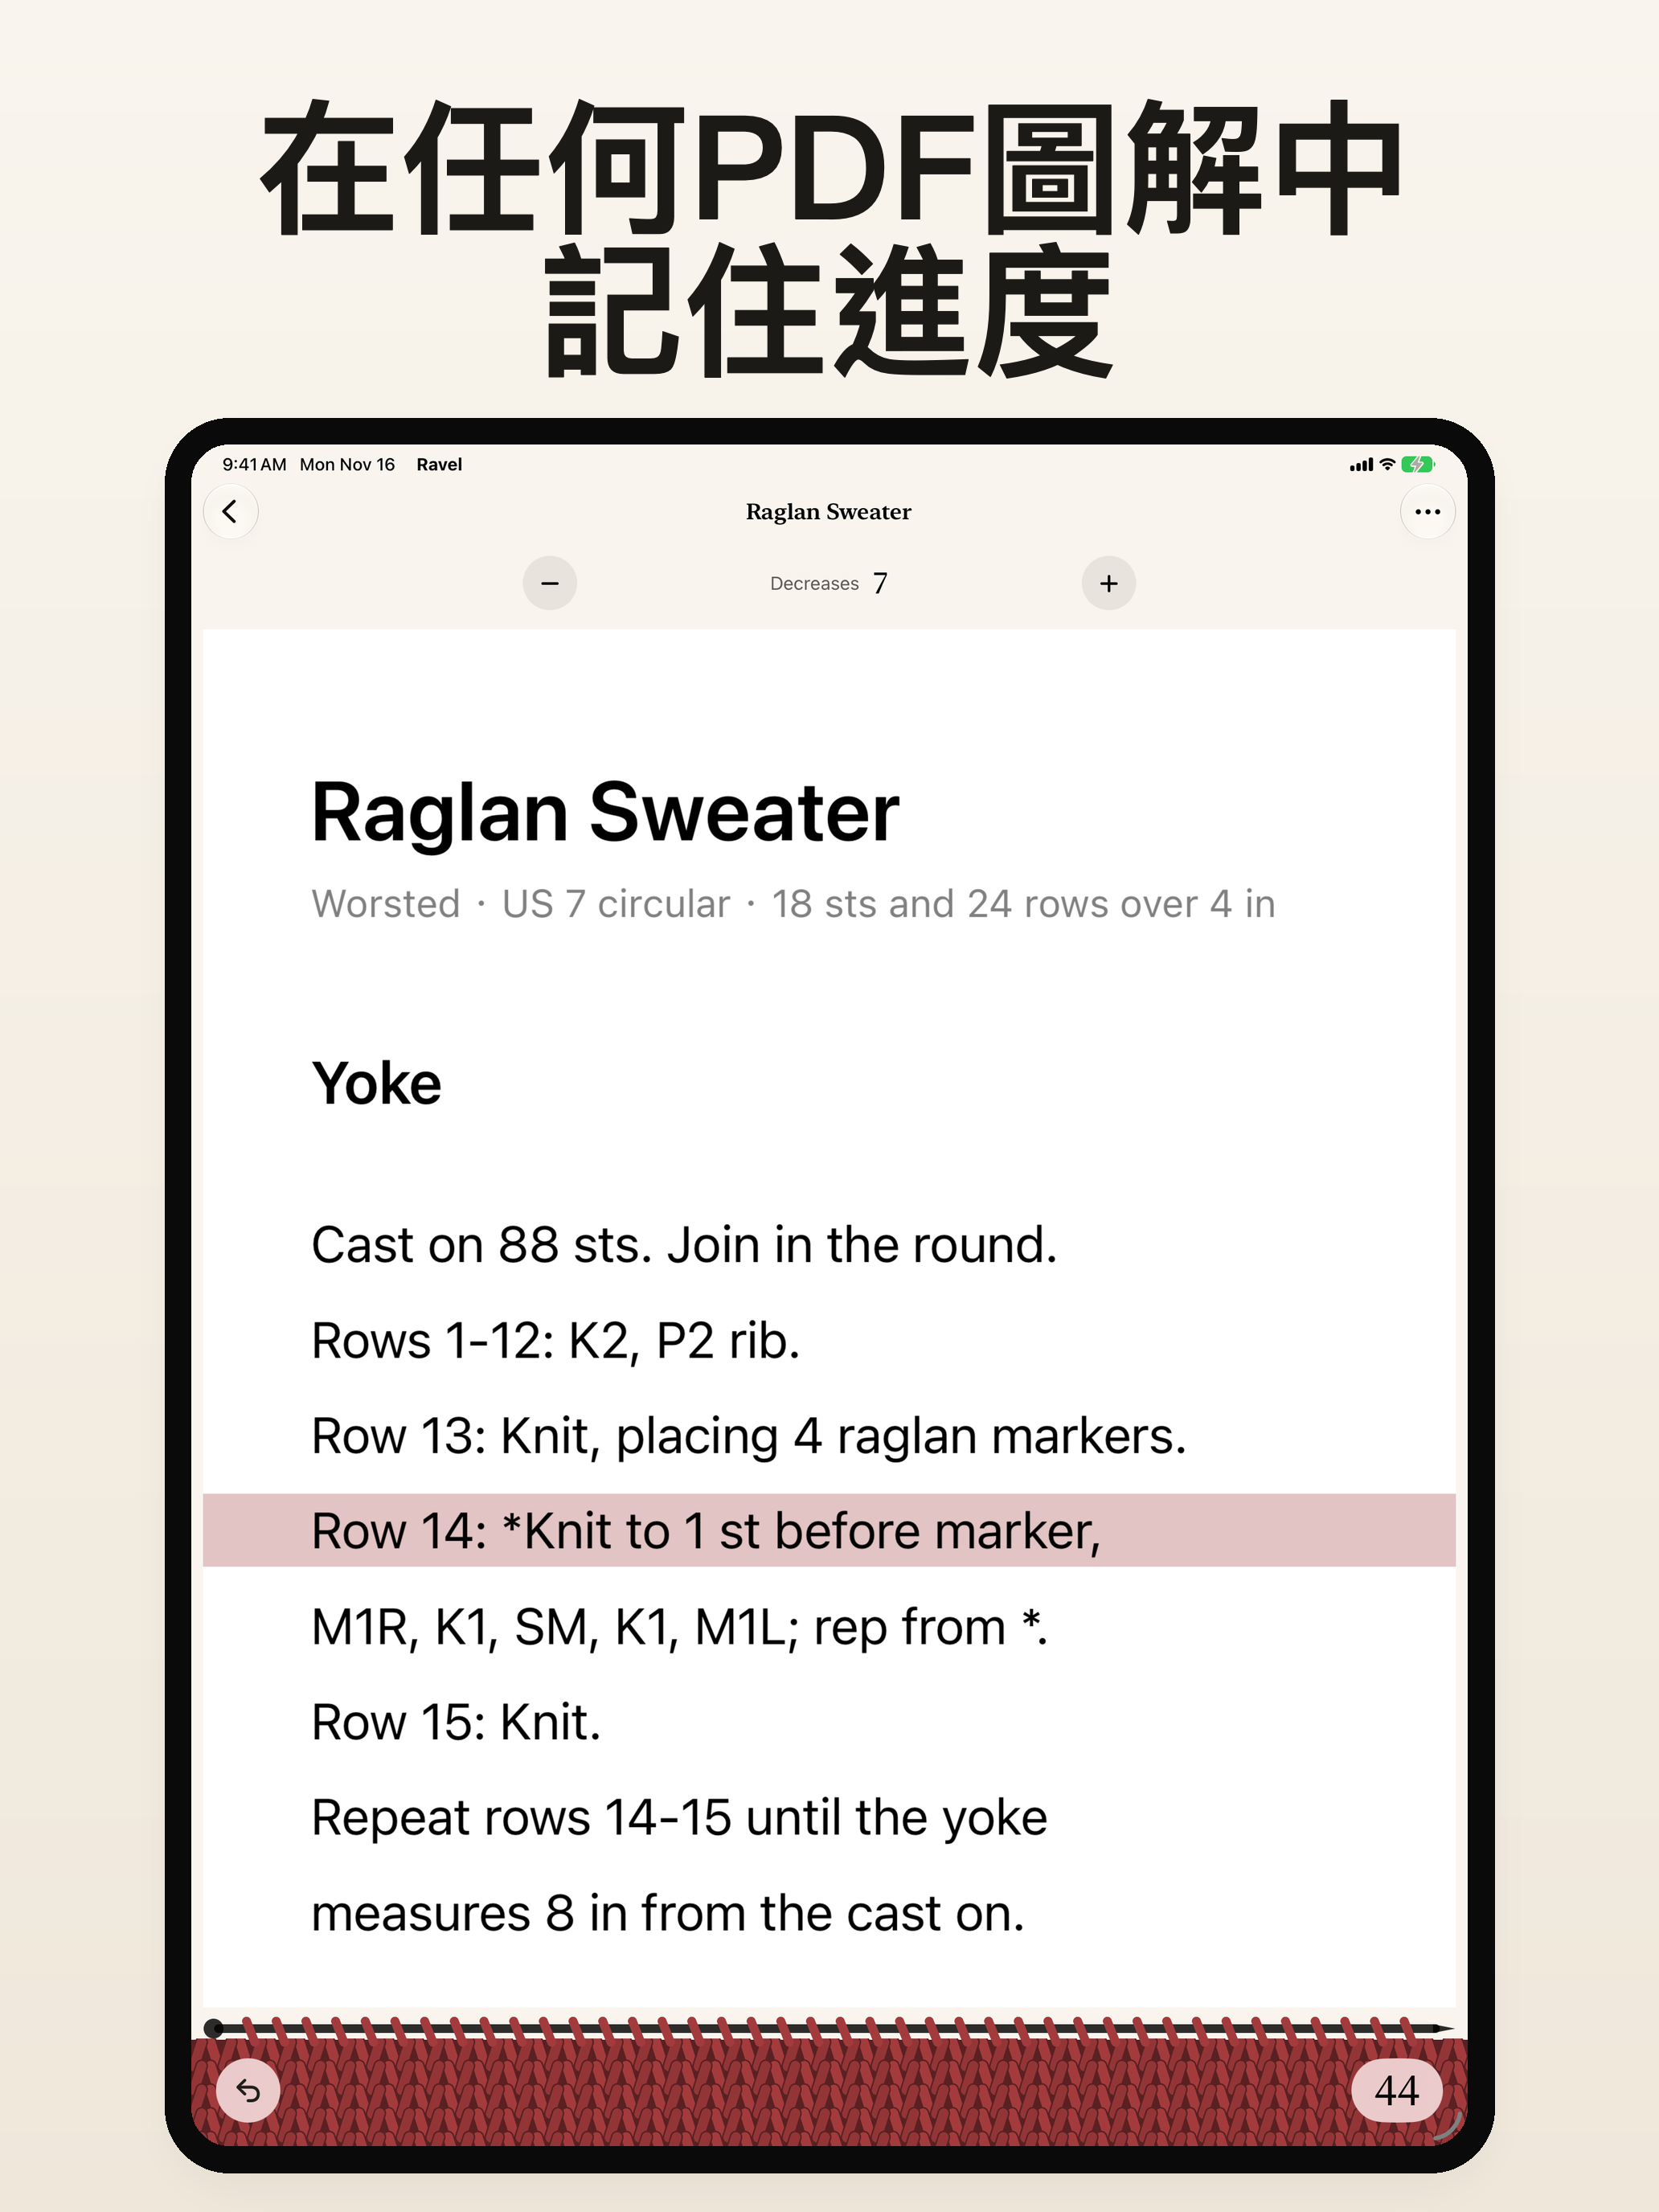 在任何PDF圖解中
記住進度
9:41 AM Mon Nov 16 Ravel
Raglan Sweater
Decreases 7
Raglan Sweater
Worsted · US 7 circular · 18 sts and 24 rows over 4 in
Yoke
Cast on 88 sts. Join in the round.
Rows 1-12: K2, P2 rib.
Row 13: Knit, placing 4 raglan markers.
Row 14: *Knit to 1 st before marker,
M1R, K1, SM, K1, M1L; rep from *.
Row 15: Knit.
Repeat rows 14-15 until the yoke
measures 8 in from the cast on.
44